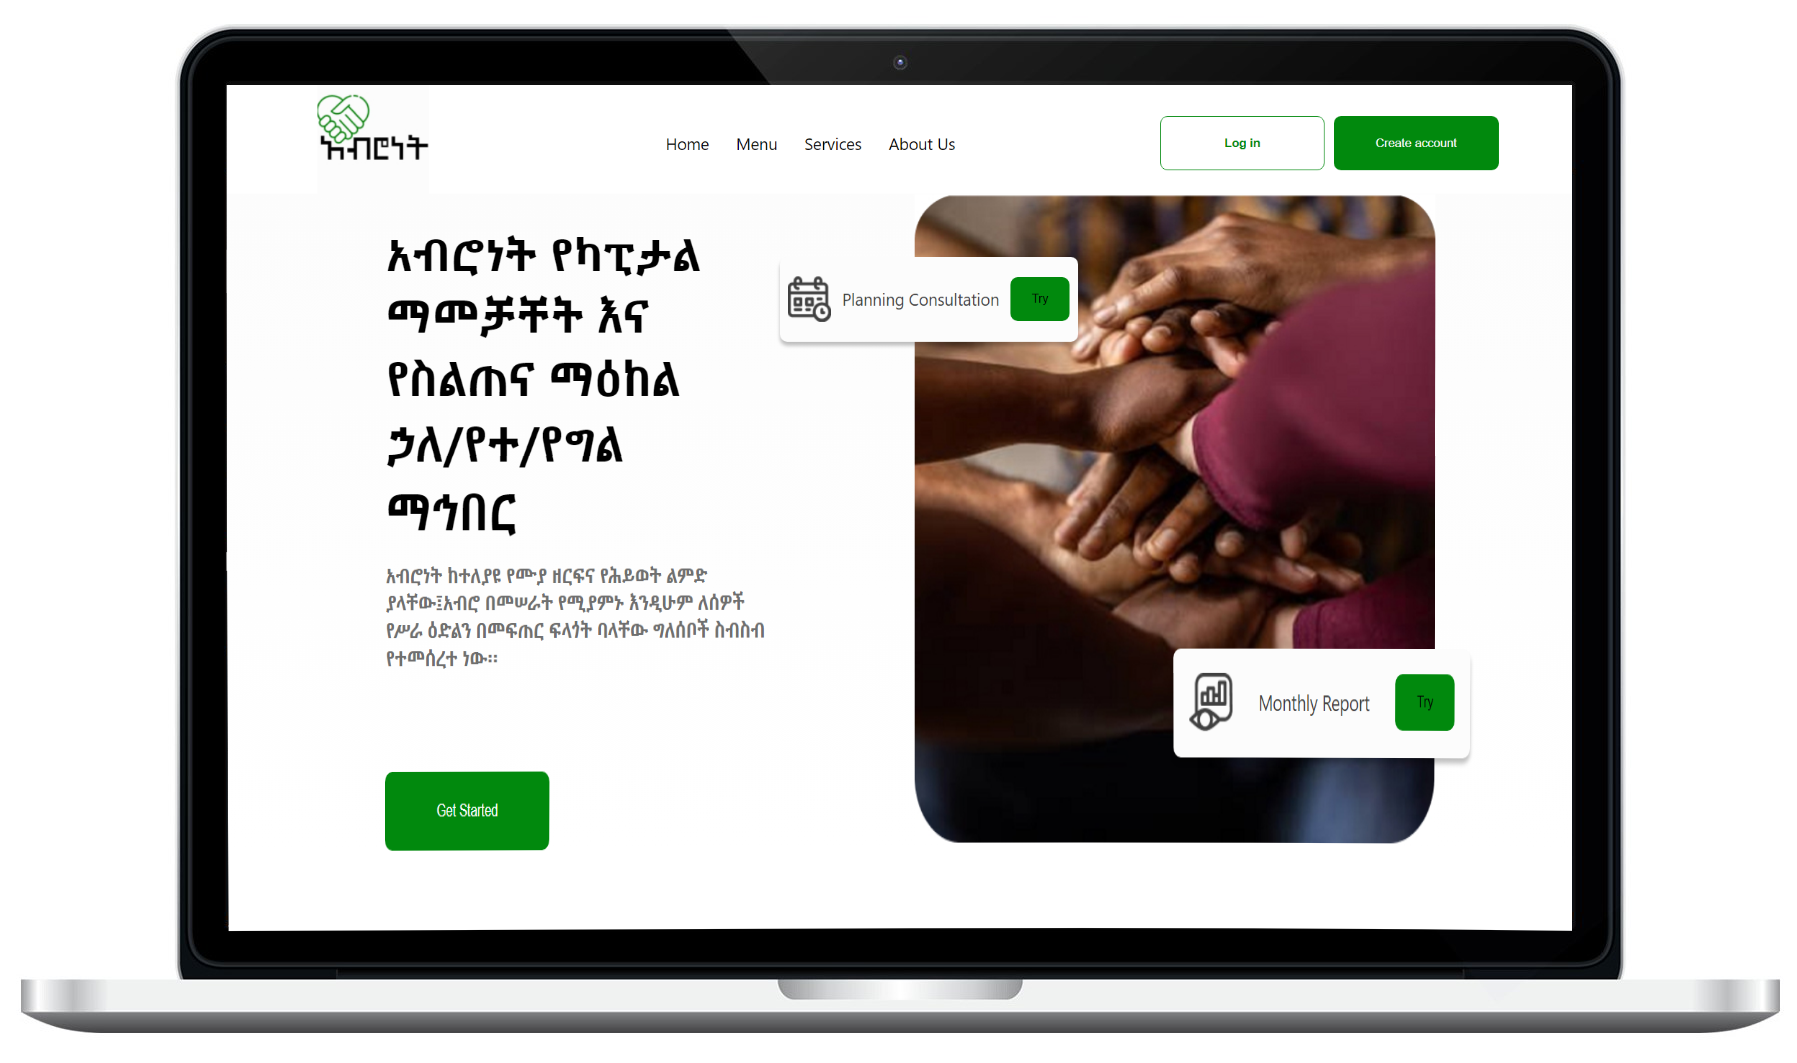 አብሮነት
Home Menu Services About Us
Log in
Create account
አብሮነት የካፒታል
ማመቻቸት እና
የስልጠና ማዕከል
ኃለ/የተ/የግል
ማኅበር
አብሮነት ከተለያዩ የሙያ ዘርፍና የሕይወት ልምድ
ያላቸው፤አብሮ በመሠራት የሚያምኑ እንዲሁም ለሰዎች
የሥራ ዕድልን በመፍጠር ፍላጎት ባላቸው ግለሰቦች ስብስብ
የተመሰረተ ነው፡፡
Get Started
Planning Consultation Try
Monthly Report Try